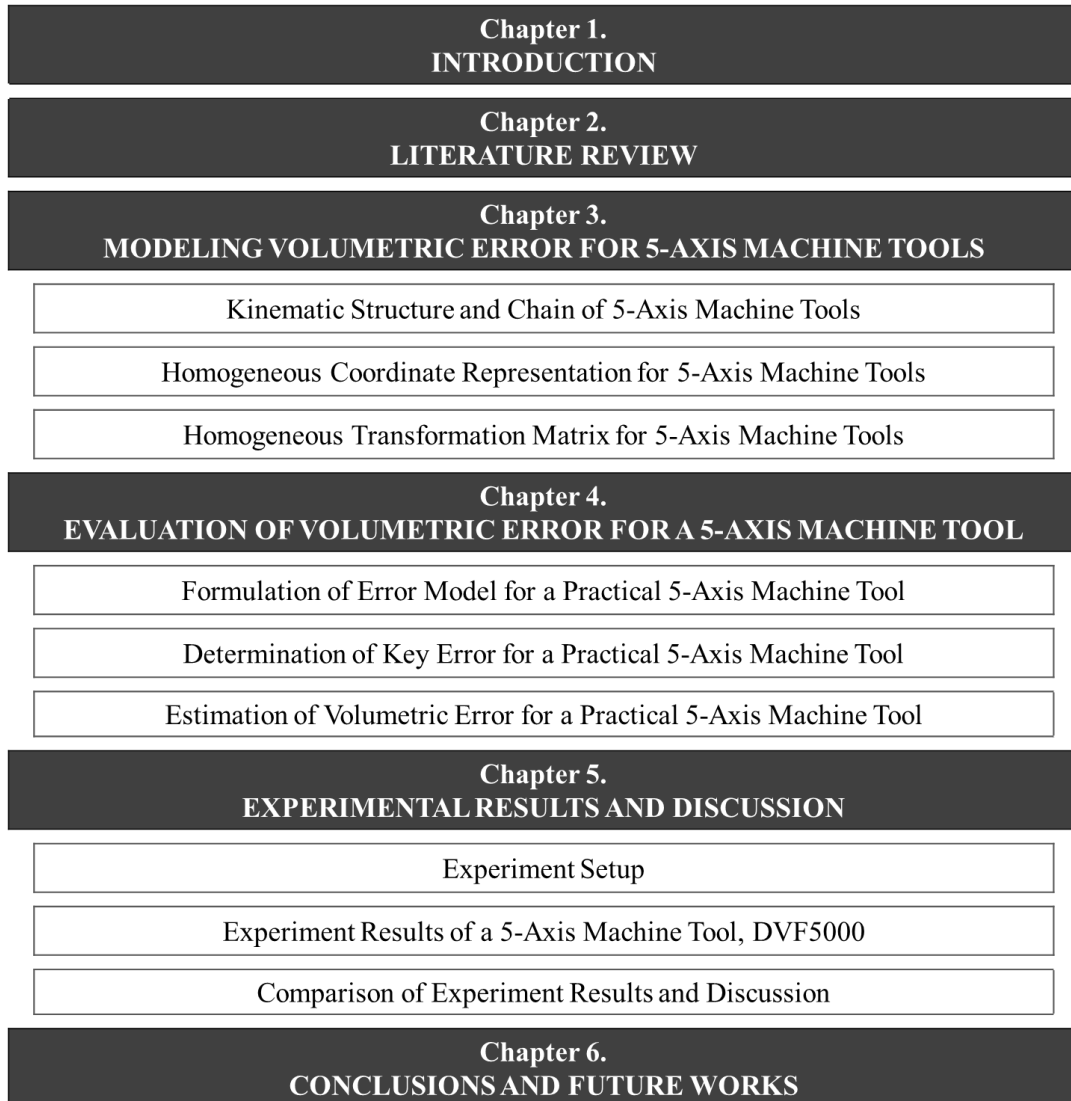 Chapter 1.
INTRODUCTION
Chapter 2.
LITERATURE REVIEW
Chapter 3.
MODELING VOLUMETRIC ERROR FOR 5-AXIS MACHINE TOOLS
Kinematic Structure and Chain of 5-Axis Machine Tools
Homogeneous Coordinate Representation for 5-Axis Machine Tools
Homogeneous Transformation Matrix for 5-Axis Machine Tools
Chapter 4.
EVALUATION OF VOLUMETRIC ERROR FOR A 5-AXIS MACHINE TOOL
Formulation of Error Model for a Practical 5-Axis Machine Tool
Determination of Key Error for a Practical 5-Axis Machine Tool
Estimation of Volumetric Error for a Practical 5-Axis Machine Tool
Chapter 5.
EXPERIMENTAL RESULTS AND DISCUSSION
Experiment Setup
Experiment Results of a 5-Axis Machine Tool, DVF5000
Comparison of Experiment Results and Discussion
Chapter 6.
CONCLUSIONS AND FUTURE WORKS